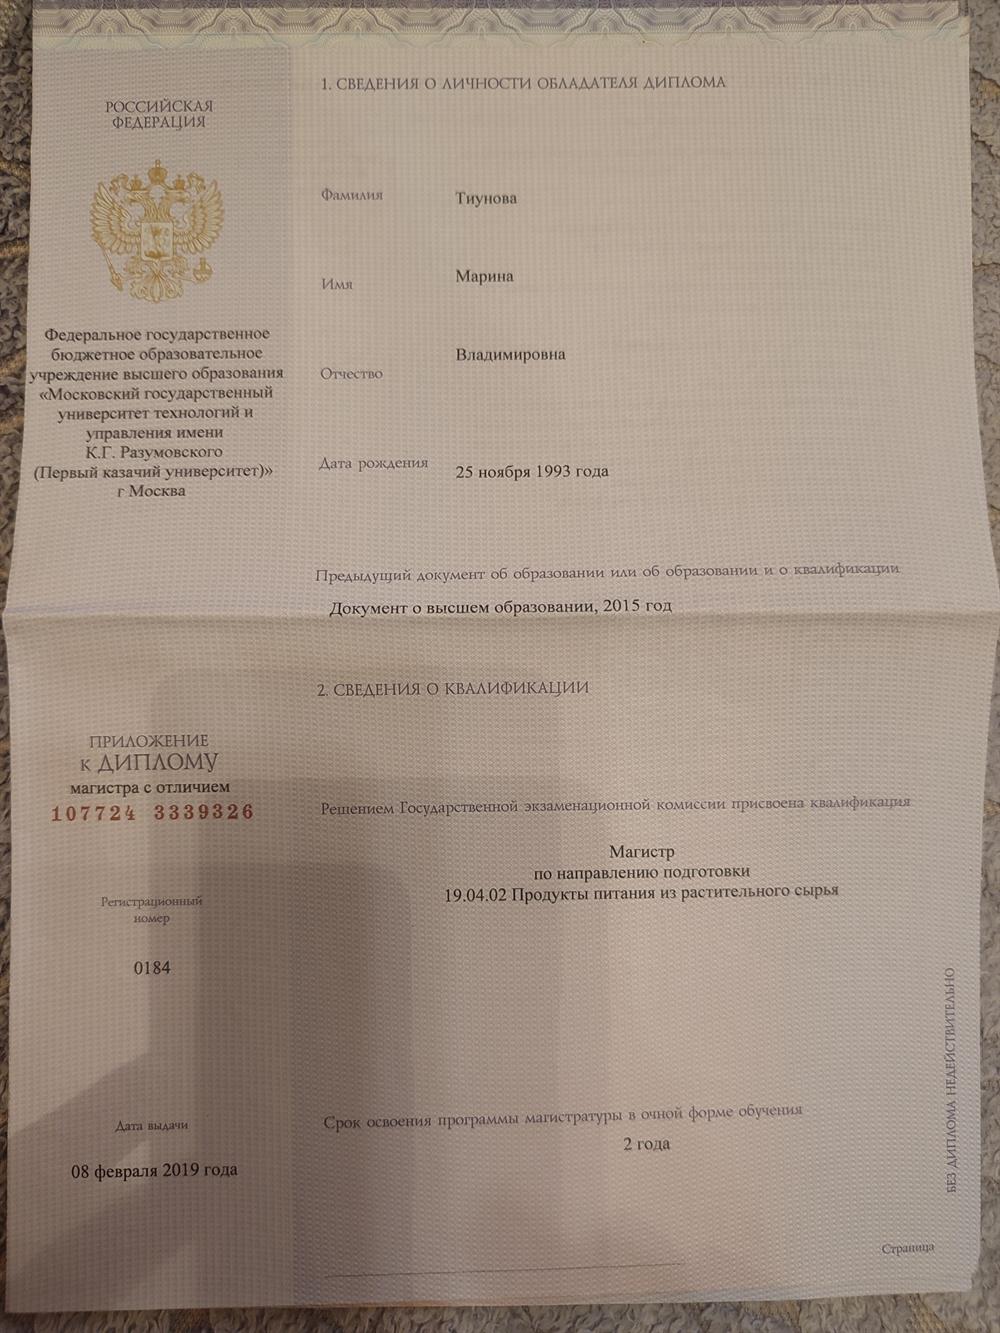 РОССИЙСКАЯ
ФЕДЕРАЦИЯ
Федеральное государственное
бюджетное образовательное
учреждение высшего образования
«Московский государственный
университет технологий и
управления имени
К.Г. Разумовского
(Первый казачий университет)»
г Москва
ПРИЛОЖЕНИЕ
к ДИПЛОМУ
магистра с отличием
107724 3339326
Регистрационный
номер
0184
Дата выдачи
08 февраля 2019 года
1. СВЕДЕНИЯ О ЛИЧНОСТИ ОБЛАДАТЕЛЯ ДИПЛОМА
Фамилия Тиунова
Имя Марина
Отчество Владимировна
Дата рождения 25 ноября 1993 года
Предыдущий документ об образовании или об образовании и о квалификации
Документ о высшем образовании, 2015 год
2. СВЕДЕНИЯ О КВАЛИФИКАЦИИ
Решением Государственной экзаменационной комиссии присвоена квалификация
Магистр
по направлению подготовки
19.04.02 Продукты питания из растительного сырья
Срок освоения программы магистратуры в очной форме обучения
2 года
Страница
БЕЗ ДИПЛОМА НЕДЕЙСТВИТЕЛЬНО